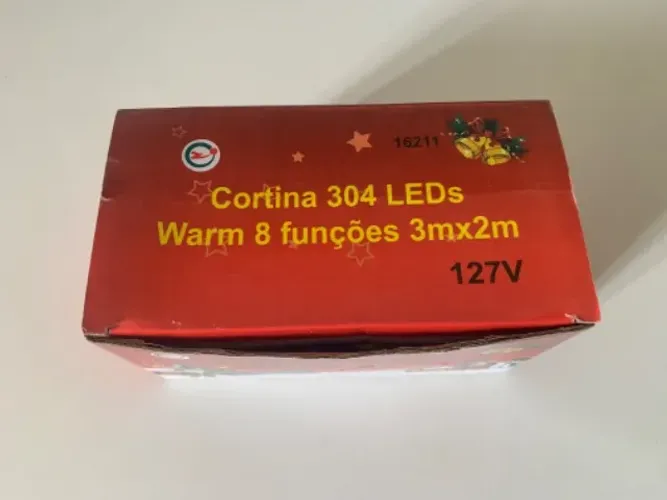 16211
Cortina 304 LEDs
Warm 8 funções 3mx2m
127V